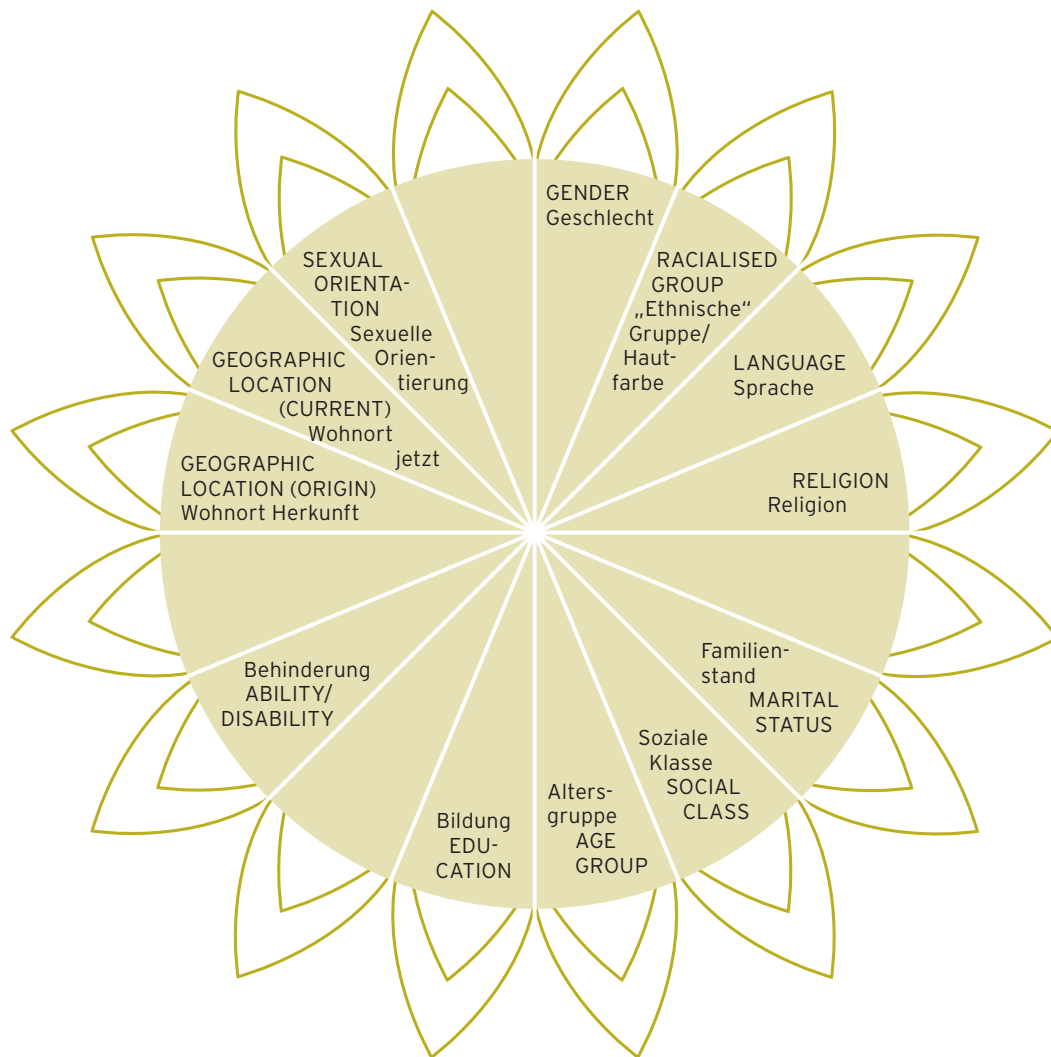 GENDER
Geschlecht
RACIALISED
GROUP
„Ethnische“
Gruppe/
Haut-
farbe
LANGUAGE
Sprache
RELIGION
Religion
Familien-
stand
MARITAL
STATUS
Soziale
Klasse
SOCIAL
CLASS
Alters-
gruppe
AGE
GROUP
Bildung
EDU-
CATION
Behinderung
ABILITY/
DISABILITY
GEOGRAPHIC
LOCATION (ORIGIN)
Wohnort Herkunft
GEOGRAPHIC
LOCATION
(CURRENT)
Wohnort
jetzt
SEXUAL
ORIENTA-
TION
Sexuelle
Orien-
tierung